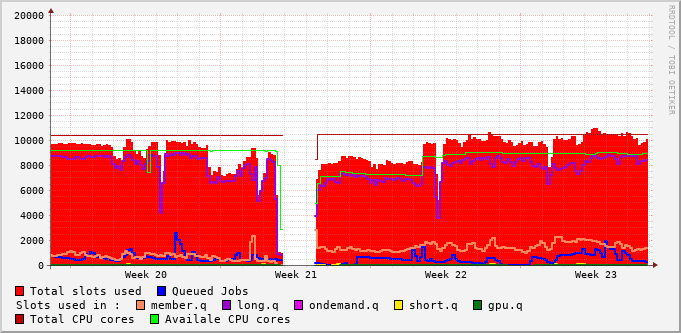 20000
18000
16000
14000
12000
10000
8000
6000
4000
2000
0
Week 20 Week 21 Week 22 Week 23
Total slots used Queued Jobs
Slots used in : member.q long.q ondemand.q short.q gpu.q
Total CPU cores Availale CPU cores
RRDTOOL / TOBI OETIKER